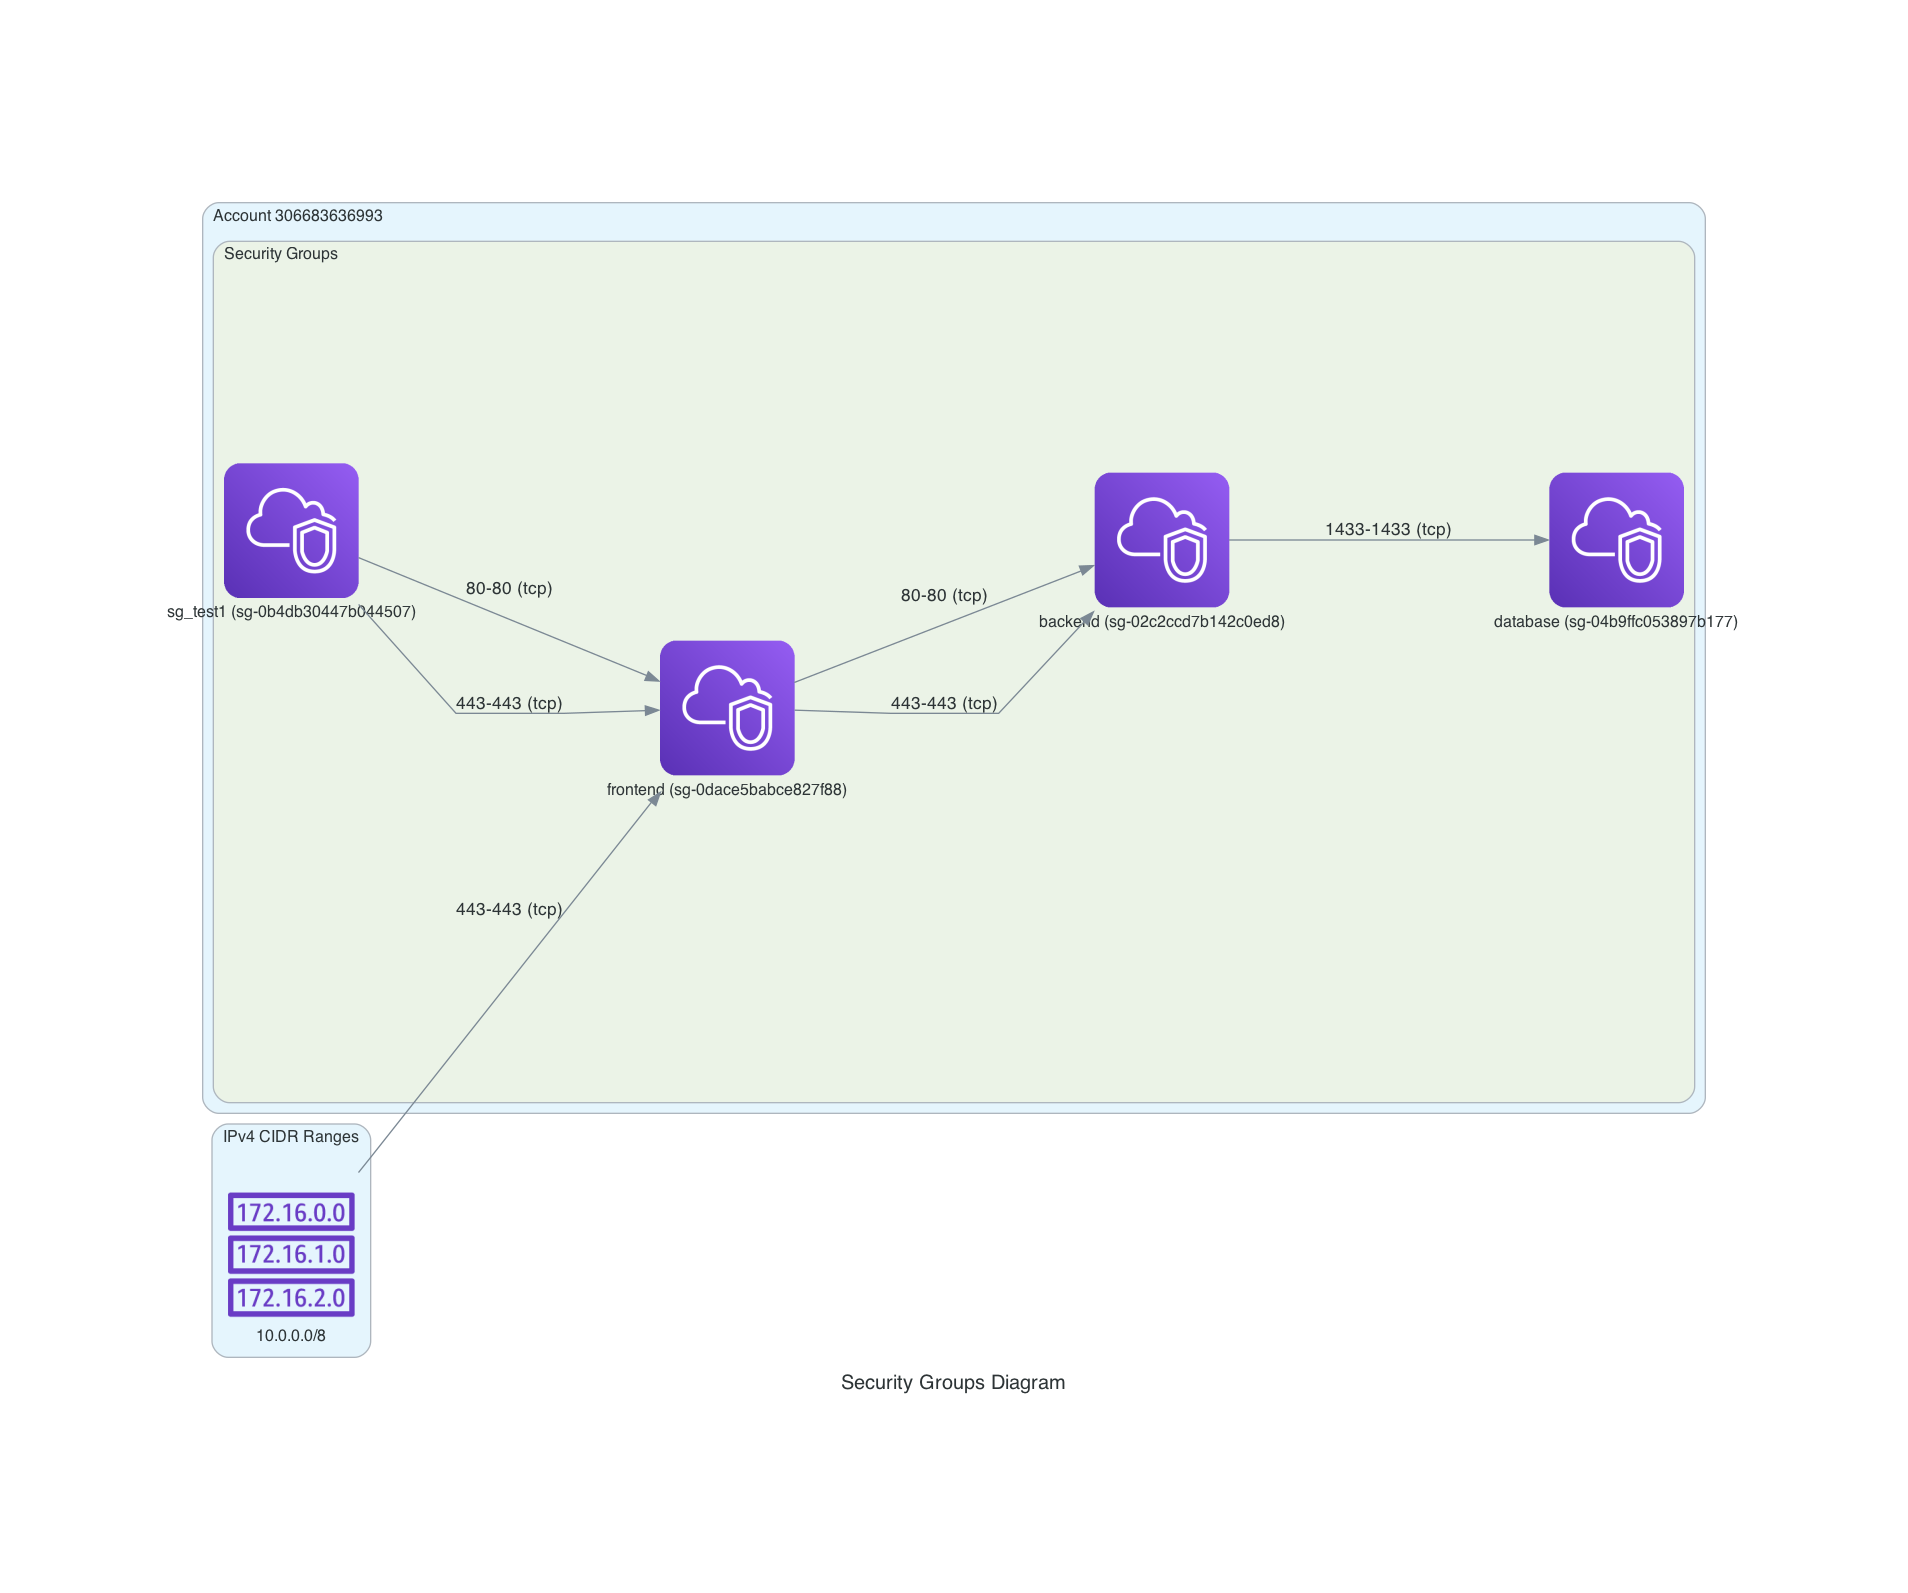 Account 306683636993
Security Groups
sg_test1 (sg-0b4db30447b044507)
80-80 (tcp)
443-443 (tcp)
frontend (sg-0dace5babce827f88)
80-80 (tcp)
443-443 (tcp)
backend (sg-02c2ccd7b142c0ed8)
1433-1433 (tcp)
database (sg-04b9ffc053897b177)
443-443 (tcp)
IPv4 CIDR Ranges
172.16.0.0
172.16.1.0
172.16.2.0
10.0.0.0/8
Security Groups Diagram